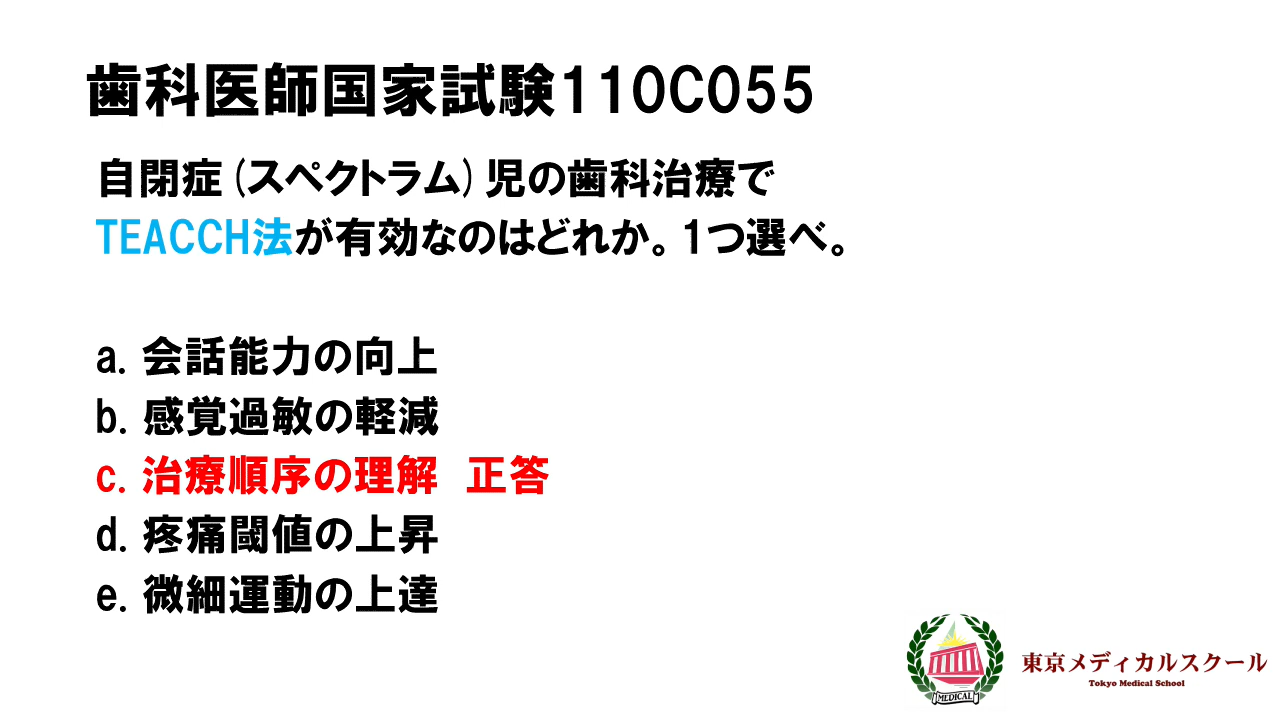 歯科医師国家試験110C055
自閉症(スペクトラム)児の歯科治療で
TEACCH法が有効なのはどれか。1つ選べ。
a. 会話能力の向上
b. 感覚過敏の軽減
c. 治療順序の理解　正答
d. 疼痛閾値の上昇
e. 微細運動の上達
MEDICAL
東京メディカルスクール
Tokyo Medical School